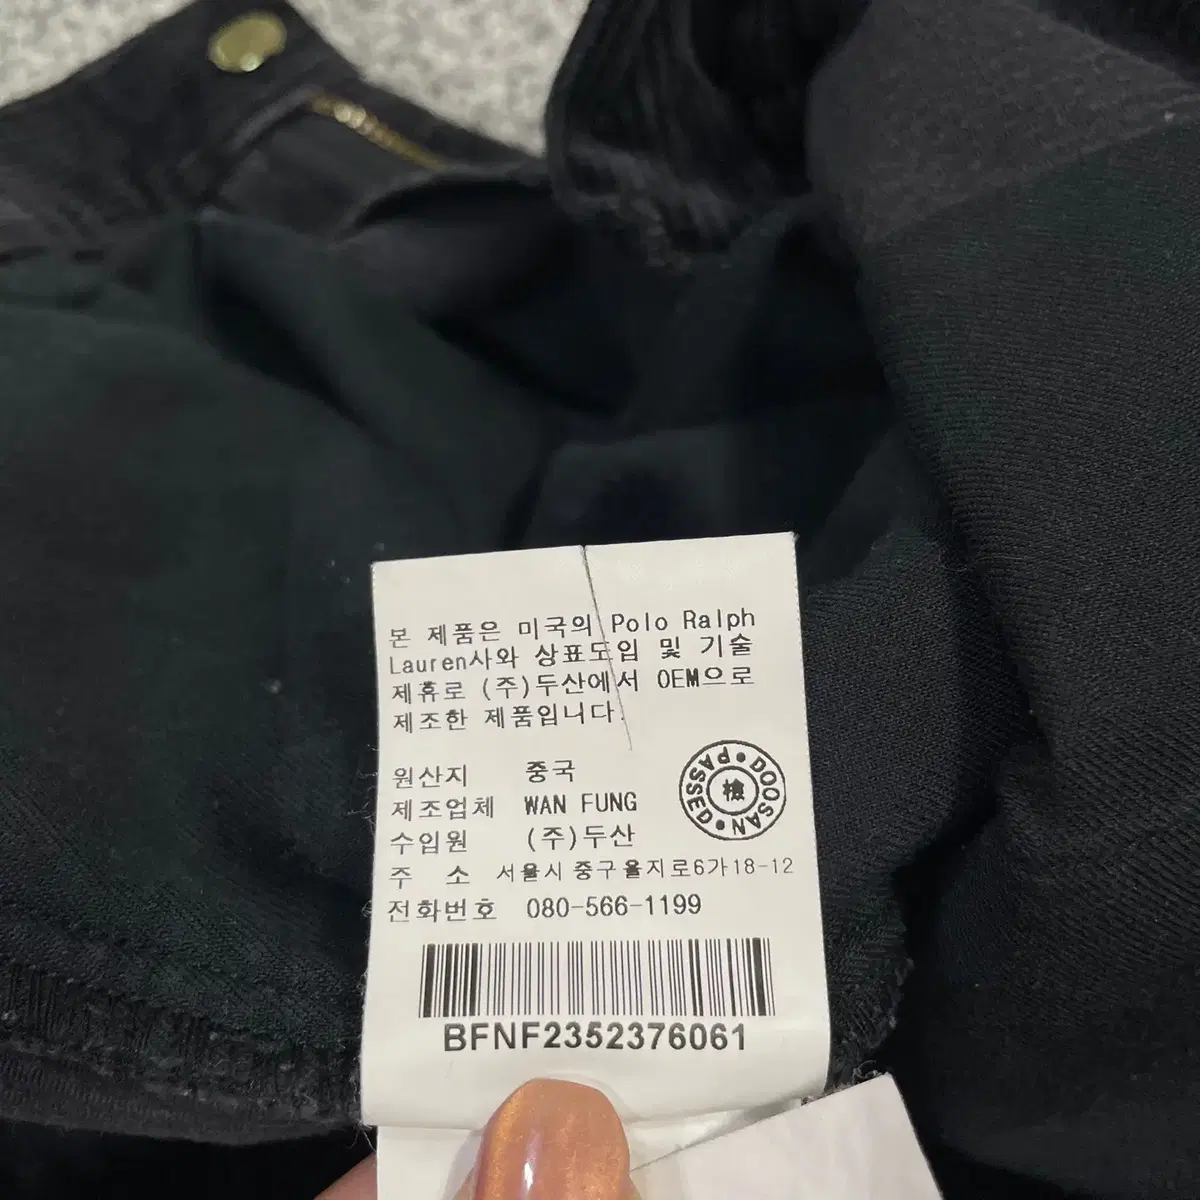 본 제품은 미국의 Polo Ralph
Lauren사와 상표도입 및 기술
제휴로 (주)두산에서 OEM으로
제조한 제품입니다.
원산지 중국
제조업체 WAN FUNG
수입원 (주)두산
주 소 서울시 중구 을지로6가 18-12
전화번호 080-566-1199
DOOSAN • PASSED •
檢
BFNF2352376061